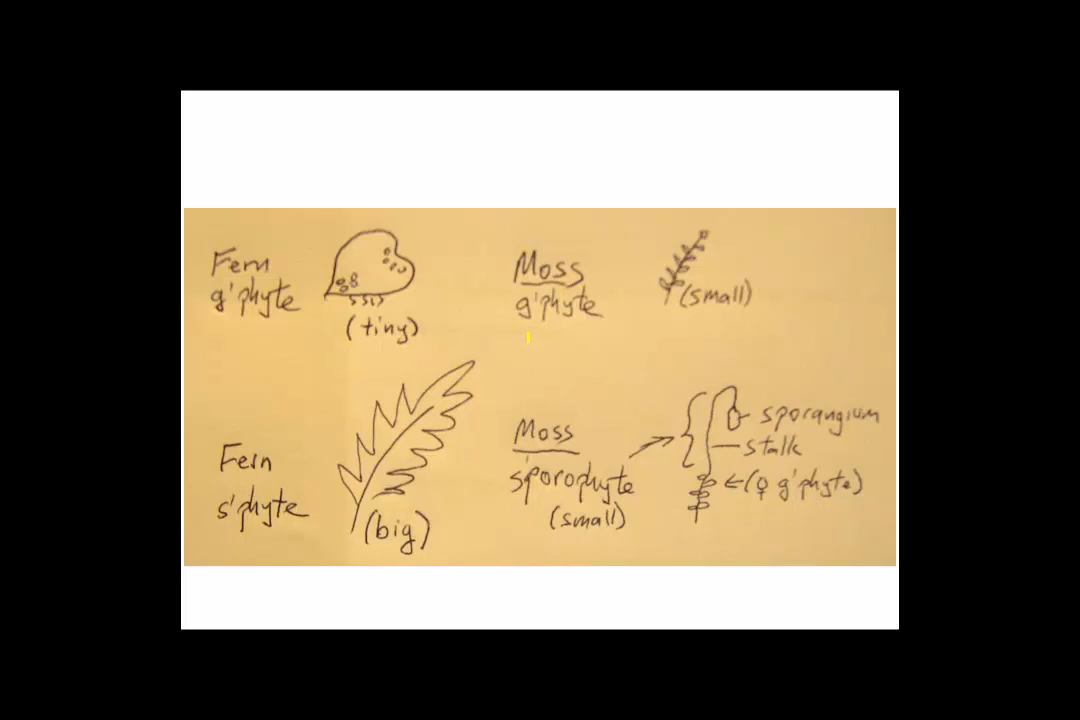 Fern
g'phyte
(tiny)
Moss
g'phyte
(small)
Fern
s'phyte
(big)
Moss
sporophyte
(small)
sporangium
stalk
(♀ g'phyte)